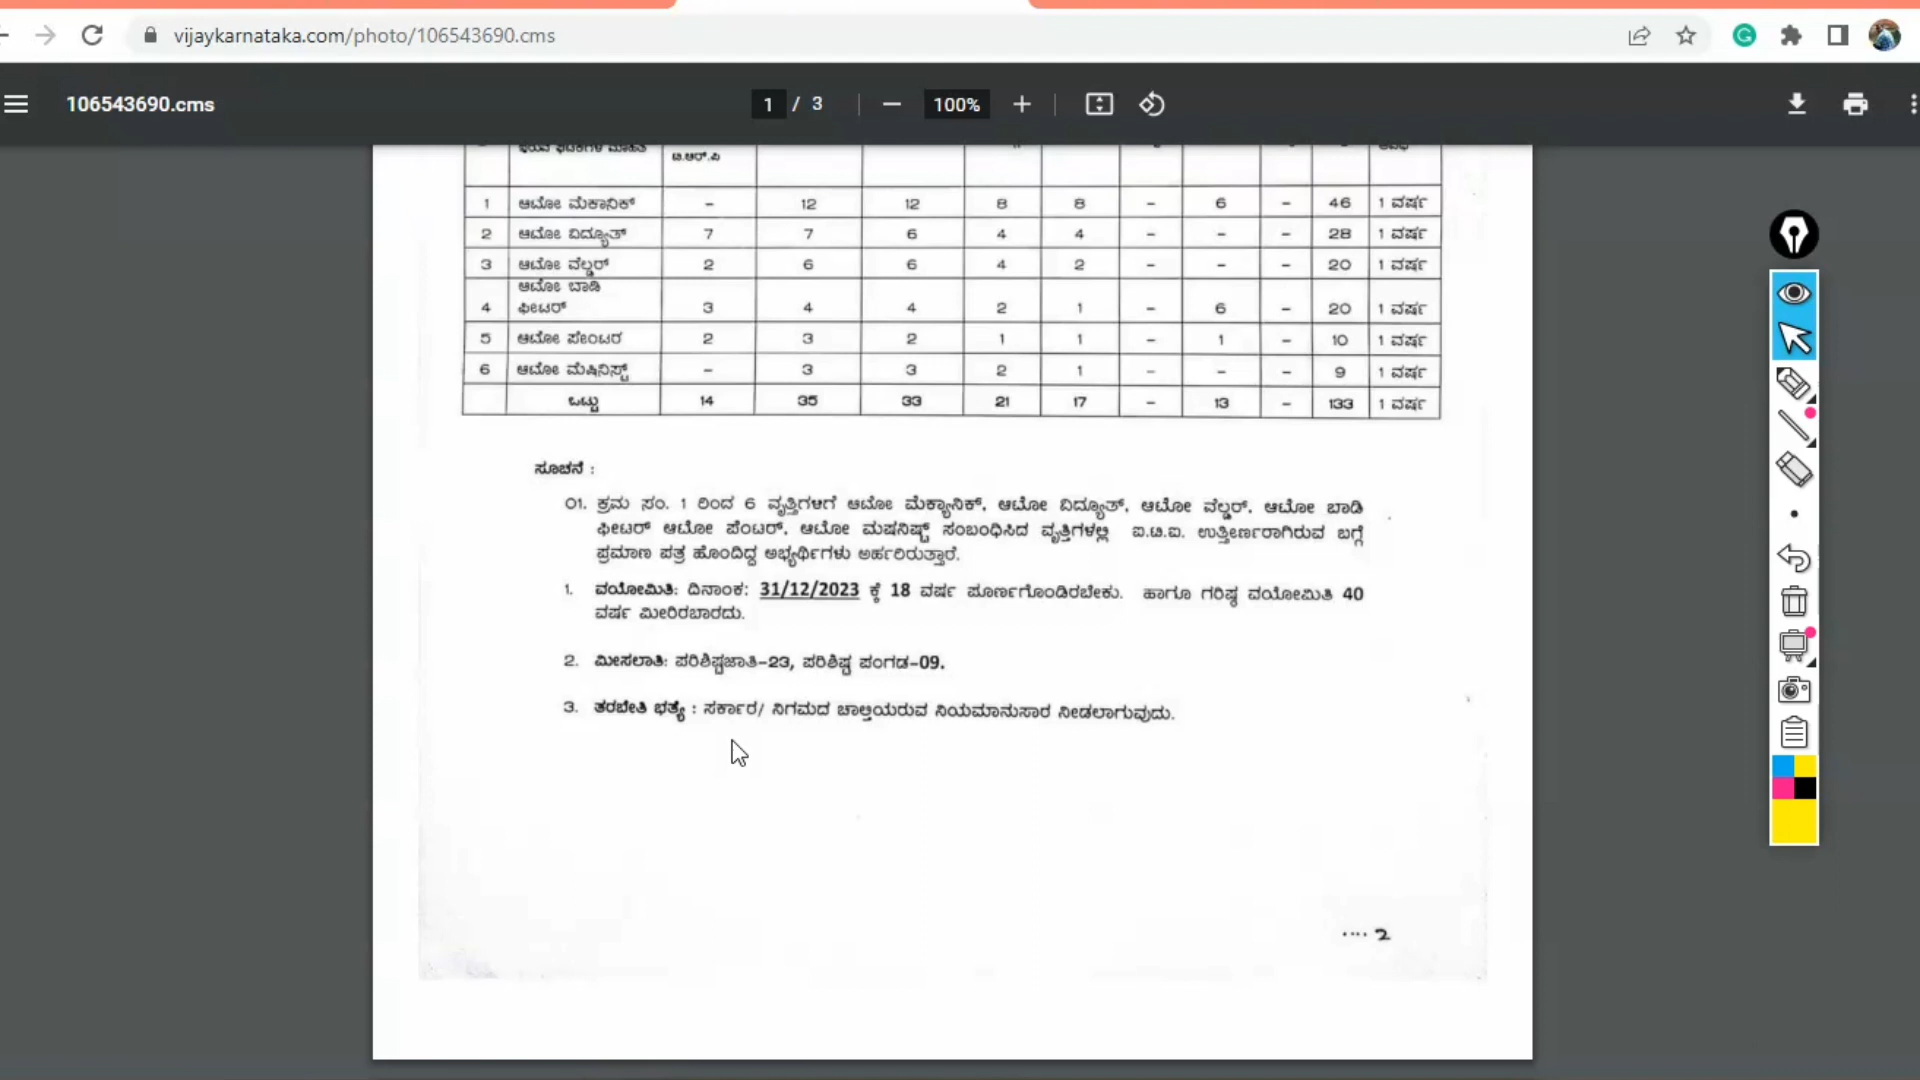 vijaykarnataka.com/photo/106543690.cms
106543690.cms 1 / 3 100%
ಟಿ.ಆರ್.ಪಿ
1 ಆಟೋ ಮೆಕಾನಿಕ್ - 12 12 8 8 - 6 - 46 1 ವರ್ಷ
2 ಆಟೋ ವಿದ್ಯೂತ್ 7 7 6 4 4 - - - 28 1 ವರ್ಷ
3 ಆಟೋ ವೆಲ್ಡರ್ 2 6 6 4 2 - - - 20 1 ವರ್ಷ
ಆಟೋ ಬಾಡಿ
4 ಫೀಟರ್ 3 4 4 2 1 - 6 - 20 1 ವರ್ಷ
5 ಆಟೋ ಪೇಂಟರ 2 3 2 1 1 - 1 - 10 1 ವರ್ಷ
6 ಆಟೋ ಮೆಷಿನಿಸ್ಟ್ - 3 3 2 1 - - - 9 1 ವರ್ಷ
ಒಟ್ಟು 14 35 33 21 17 - 13 - 133 1 ವರ್ಷ
ಸೂಚನೆ :
01. ಕ್ರಮ ಸಂ. 1 ರಿಂದ 6 ವೃತ್ತಿಗಳಿಗೆ ಆಟೋ ಮೆಕ್ಯಾನಿಕ್, ಆಟೋ ವಿದ್ಯೂತ್, ಆಟೋ ವೆಲ್ಡರ್, ಆಟೋ ಬಾಡಿ
ಫೀಟರ್ ಆಟೋ ಪೆಂಟರ್, ಆಟೋ ಮಷನಿಷ್ಟ್ ಸಂಬಂಧಿಸಿದ ವೃತ್ತಿಗಳಲ್ಲಿ ಐ.ಟಿ.ಐ. ಉತ್ತೀರ್ಣರಾಗಿರುವ ಬಗ್ಗೆ
ಪ್ರಮಾಣ ಪತ್ರ ಹೊಂದಿದ್ದ ಅಭ್ಯರ್ಥಿಗಳು ಅರ್ಹರಿರುತ್ತಾರೆ.
1. ವಯೋಮಿತಿ: ದಿನಾಂಕ: 31/12/2023 ಕ್ಕೆ 18 ವರ್ಷ ಪೂರ್ಣಗೊಂಡಿರಬೇಕು. ಹಾಗೂ ಗರಿಷ್ಠ ವಯೋಮಿತಿ 40
ವರ್ಷ ಮೀರಿರಬಾರದು.
2. ಮೀಸಲಾತಿ: ಪರಿಶಿಷ್ಟಜಾತಿ-23, ಪರಿಶಿಷ್ಟ ಪಂಗಡ-09.
3. ತರಬೇತಿ ಭತ್ಯೆ : ಸರ್ಕಾರ/ ನಿಗಮದ ಚಾಲ್ತಿಯರುವ ನಿಯಮಾನುಸಾರ ನೀಡಲಾಗುವುದು.
.... 2